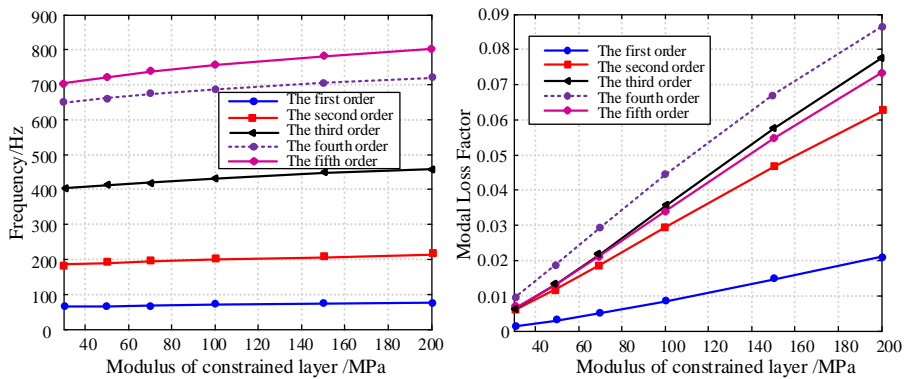 900
800
700
600
500
400
300
200
100
0
Frequency/Hz
The first order
The second order
The third order
The fourth order
The fifth order
40 60 80 100 120 140 160 180 200
Modulus of constrained layer /MPa
0.09
0.08
0.07
0.06
0.05
0.04
0.03
0.02
0.01
0
Modal Loss Factor
The first order
The second order
The third order
The fourth order
The fifth order
40 60 80 100 120 140 160 180 200
Modulus of constrained layer /MPa